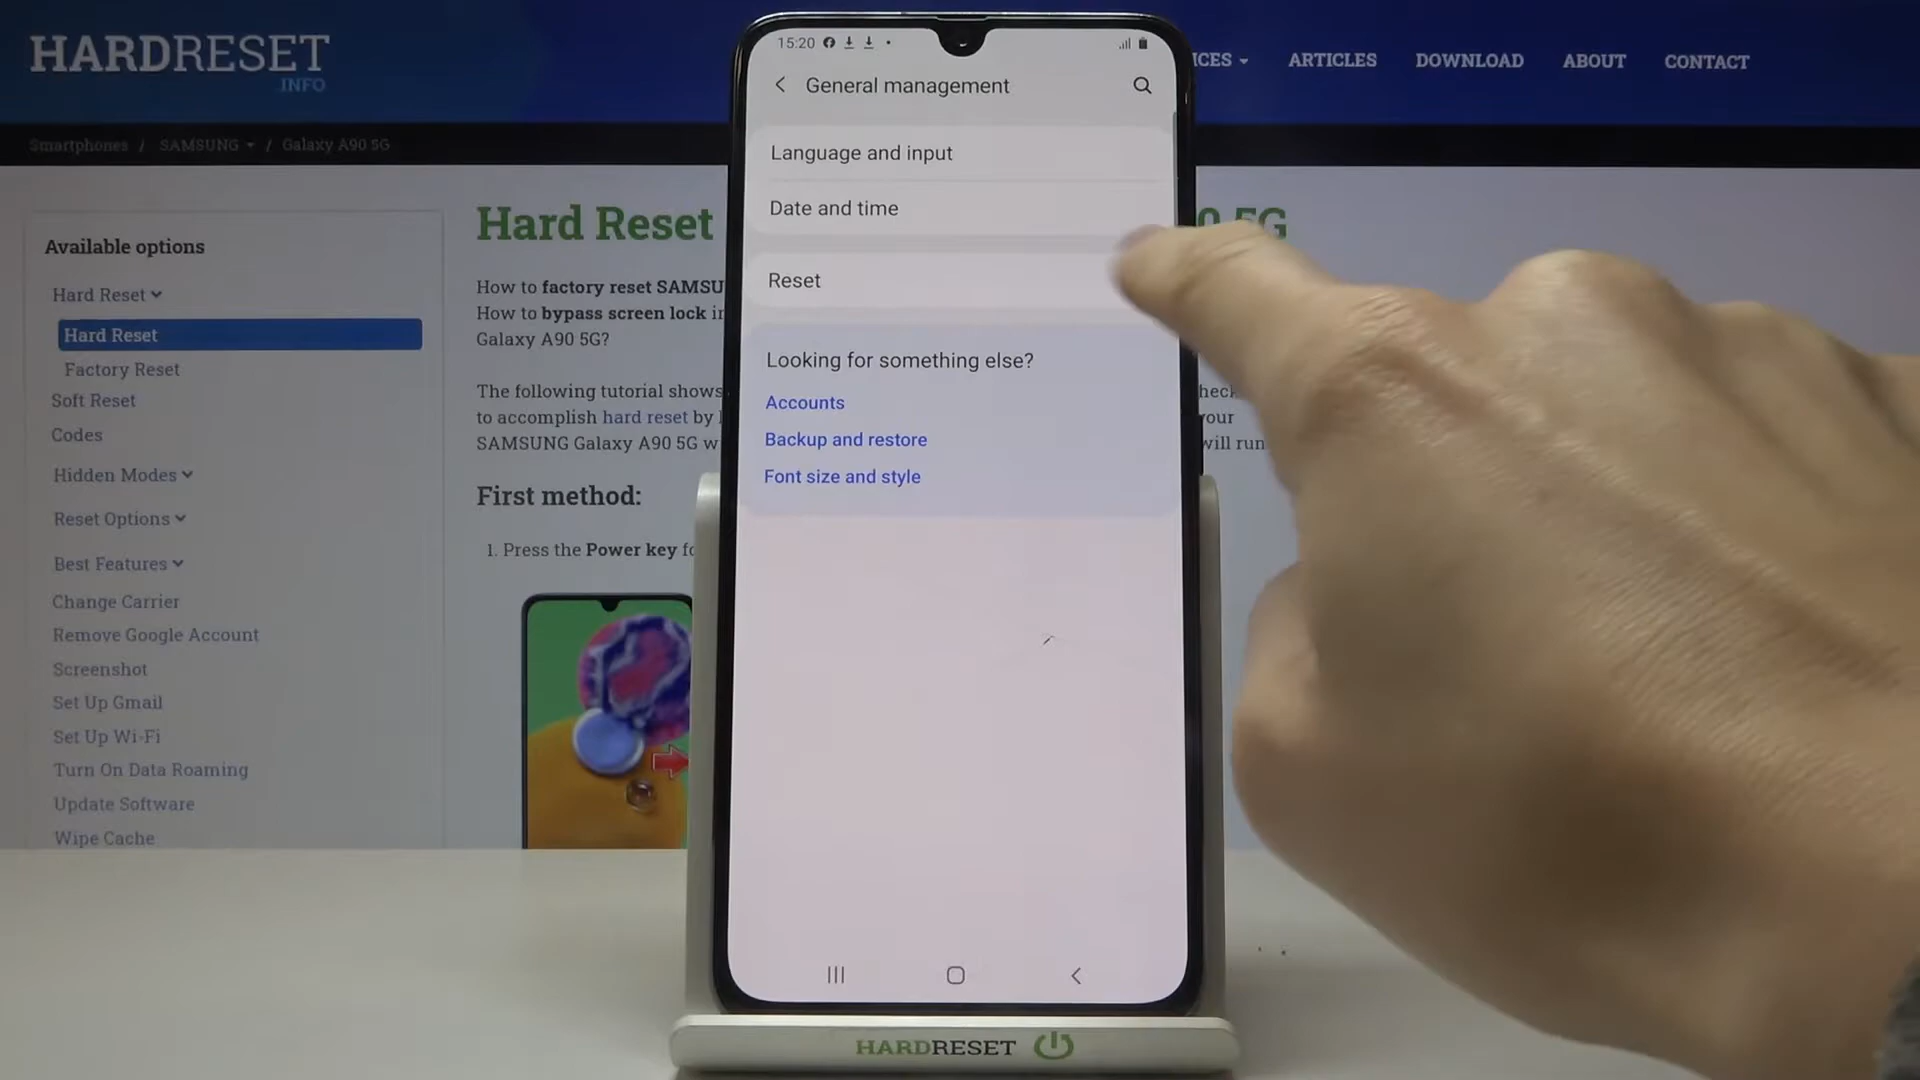 HARDRESET
INFO
ARTICLES
DOWNLOAD
ABOUT
CONTACT
Smartphones / SAMSUNG / Galaxy A90 5G
Available options
Hard Reset
Hard Reset
Factory Reset
Soft Reset
Codes
Hidden Modes
Reset Options
Best Features
Change Carrier
Remove Google Account
Screenshot
Set Up Gmail
Set Up Wi-Fi
Turn On Data Roaming
Update Software
Wipe Cache
Hard Reset
5G
How to factory reset SAMSU
How to bypass screen lock in
Galaxy A90 5G?
The following tutorial shows
to accomplish hard reset by
your
SAMSUNG Galaxy A90 5G w
will run
First method:
1. Press the Power key fo
15:20
General management
Language and input
Date and time
Reset
Looking for something else?
Accounts
Backup and restore
Font size and style
HARDRESET